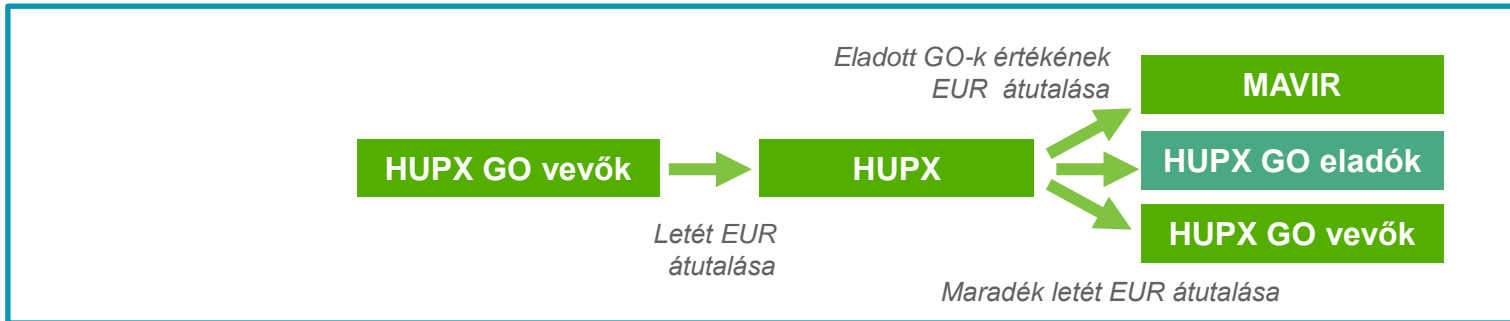 Eladott GO-k értékének
EUR átutalása
MAVIR
HUPX GO vevők
HUPX
HUPX GO eladók
HUPX GO vevők
Letét EUR
átutalása
Maradék letét EUR átutalása